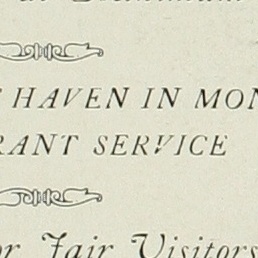 HAVEN IN MON
RANT SERVICE
or Fair Visitors